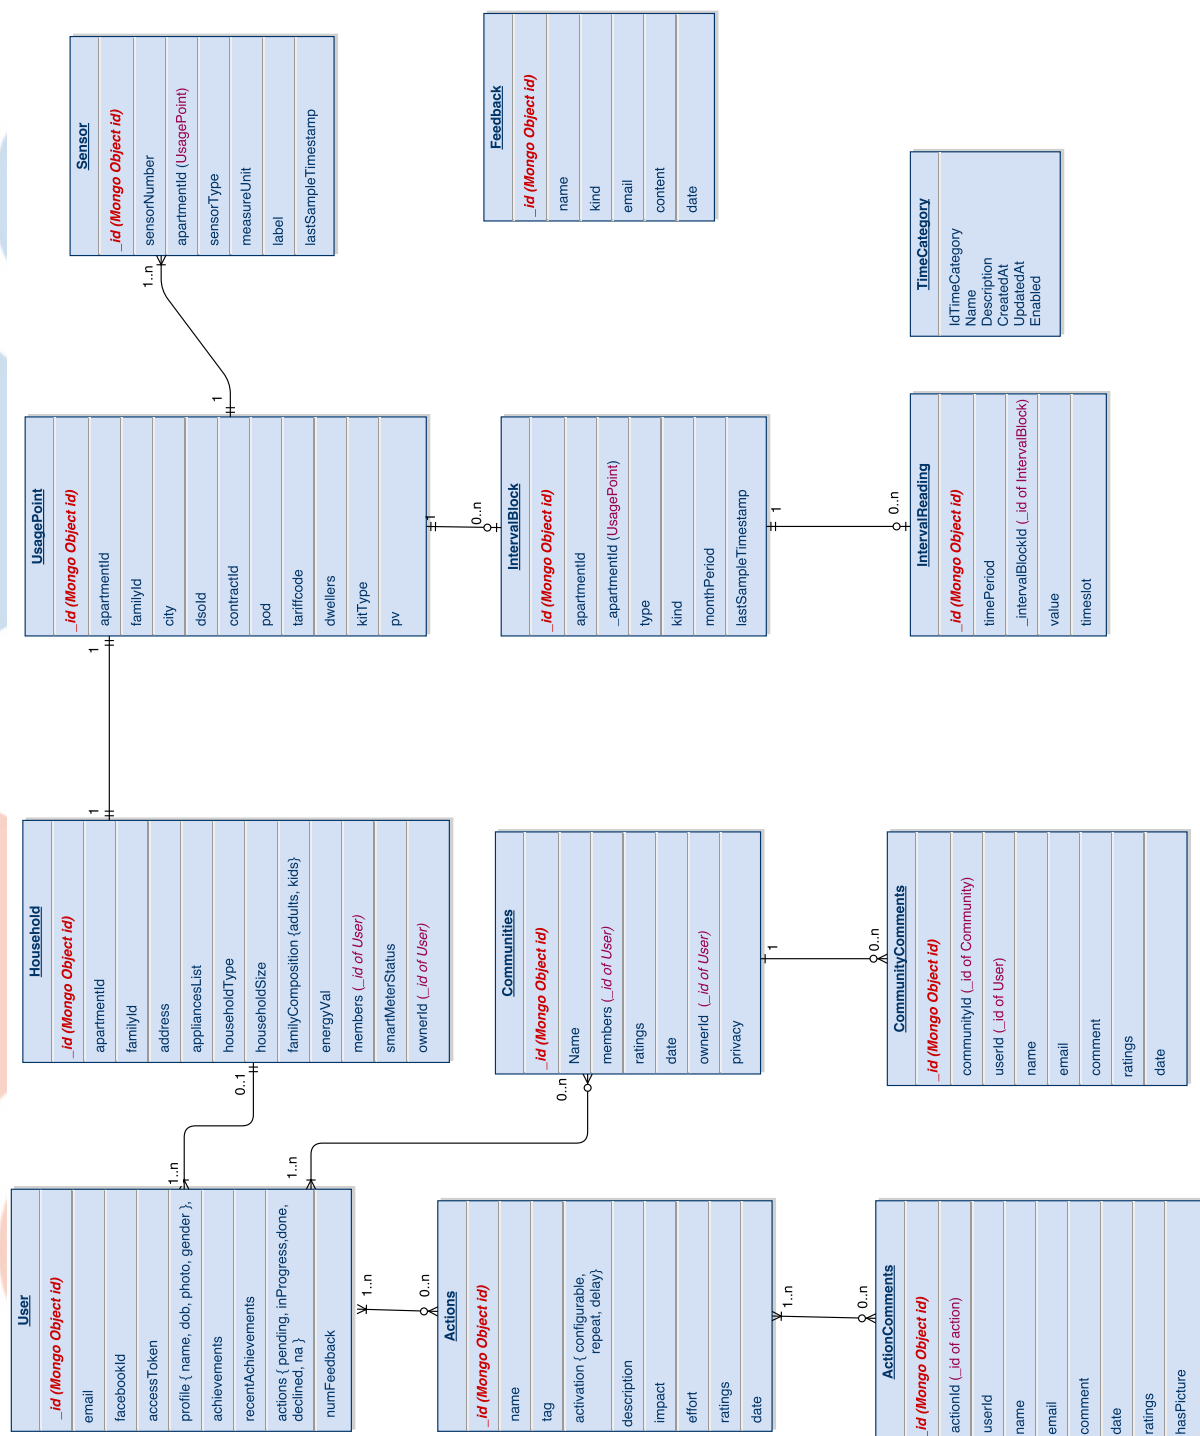 User
_id (Mongo Object id)
email
facebookId
accessToken
profile { name, dob, photo, gender },
achievements
recentAchievements
actions { pending, inProgress,done,
declined, na }
numFeedback
1..n
0..1
1..n
0..n
1..n
0..n
Household
_id (Mongo Object id)
apartmentId
familyId
address
appliancesList
householdType
householdSize
familyComposition {adults, kids}
energyVal
members (_id of User)
smartMeterStatus
ownerId (_id of User)
1
1
UsagePoint
_id (Mongo Object id)
apartmentId
familyId
city
dsoId
contractId
pod
tariffcode
dwellers
kitType
pv
1
1..n
Sensor
_id (Mongo Object id)
sensorNumber
apartmentId (UsagePoint)
sensorType
measureUnit
label
lastSampleTimestamp
1
0..n
Actions
_id (Mongo Object id)
name
tag
activation { configurable,
repeat, delay}
description
impact
effort
ratings
date
1..n
0..n
Communities
_id (Mongo Object id)
Name
members (_id of User)
ratings
date
ownerId (_id of User)
privacy
1
0..n
IntervalBlock
_id (Mongo Object id)
apartmentId
_apartmentId (UsagePoint)
type
kind
monthPeriod
lastSampleTimestamp
1
0..n
Feedback
_id (Mongo Object id)
name
kind
email
content
date
ActionComments
_id (Mongo Object id)
actionId (_id of action)
userId
name
email
comment
date
ratings
hasPicture
CommunityComments
_id (Mongo Object id)
communityId (_id of Community)
userId (_id of User)
name
email
comment
ratings
date
IntervalReading
_id (Mongo Object id)
timePeriod
_intervalBlockId (_id of IntervalBlock)
value
timeslot
TimeCategory
IdTimeCategory
Name
Description
CreatedAt
UpdatedAt
Enabled